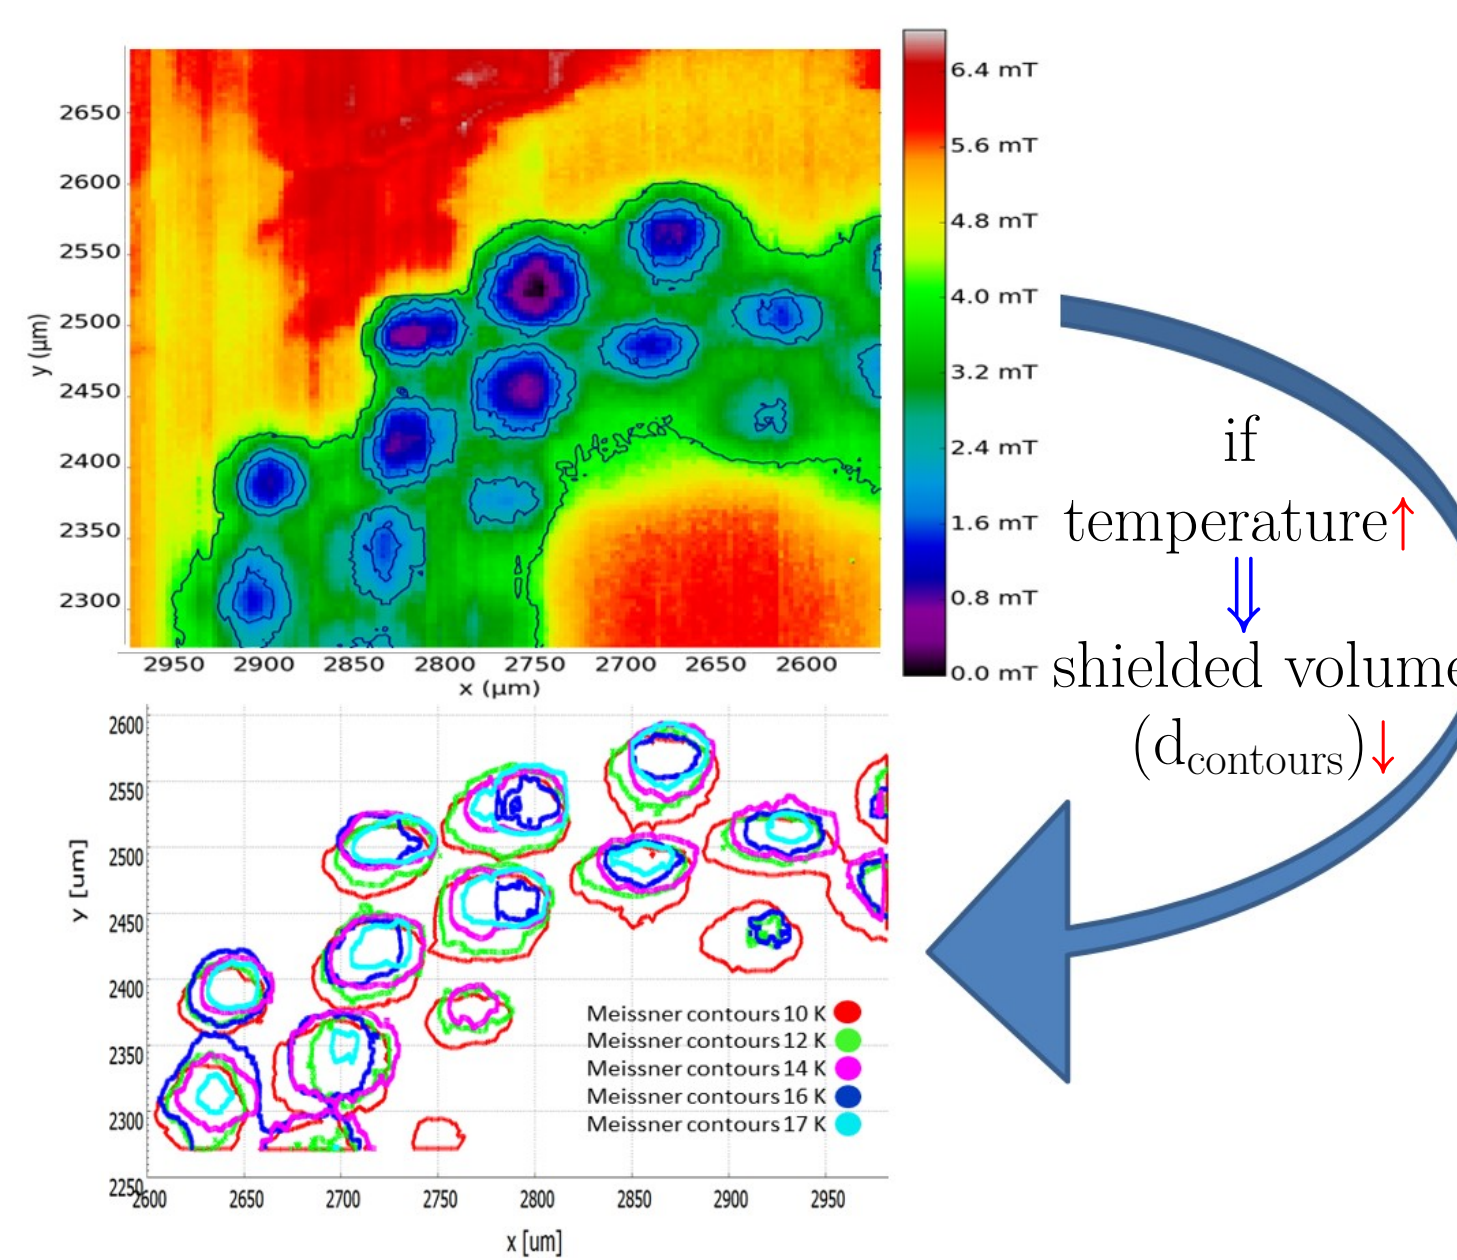 6.4 mT
5.6 mT
4.8 mT
4.0 mT
3.2 mT
2.4 mT
1.6 mT
0.8 mT
0.0 mT
y (μm)
2650
2600
2550
2500
2450
2400
2350
2300
2950 2900 2850 2800 2750 2700 2650 2600
x (μm)
if
temperature↑
⇓
shielded volume
(dcontours)↓
y [um]
2600
2550
2500
2450
2400
2350
2300
2250
Meissner contours 10 K
Meissner contours 12 K
Meissner contours 14 K
Meissner contours 16 K
Meissner contours 17 K
2600 2650 2700 2750 2800 2850 2900 2950
x [um]